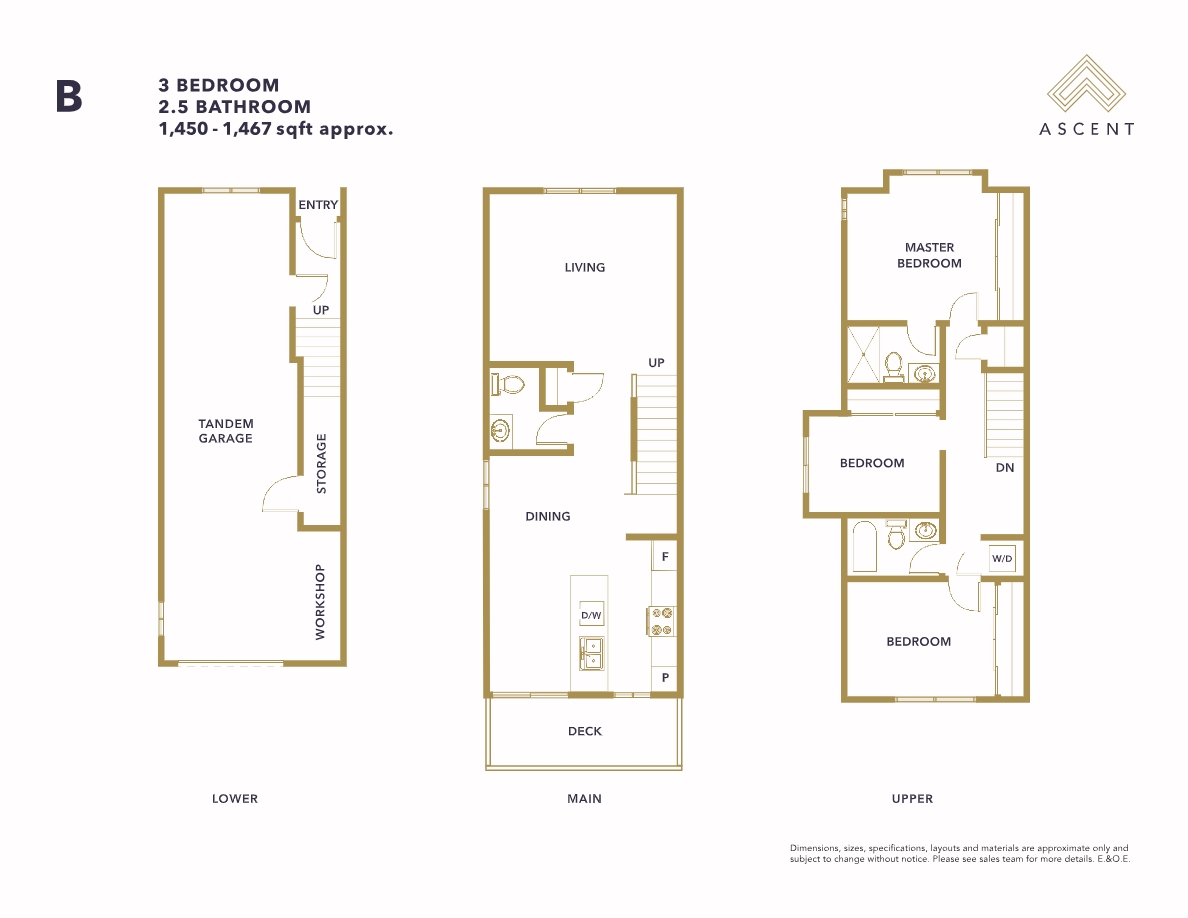 B
3 BEDROOM
2.5 BATHROOM
1,450 - 1,467 sqft approx.
ASCENT
ENTRY
UP
TANDEM
GARAGE
STORAGE
WORKSHOP
LOWER
LIVING
UP
DINING
F
D/W
P
DECK
MAIN
MASTER
BEDROOM
BEDROOM
DN
W/D
BEDROOM
UPPER
Dimensions, sizes, specifications, layouts and materials are approximate only and
subject to change without notice. Please see sales team for more details. E.&O.E.